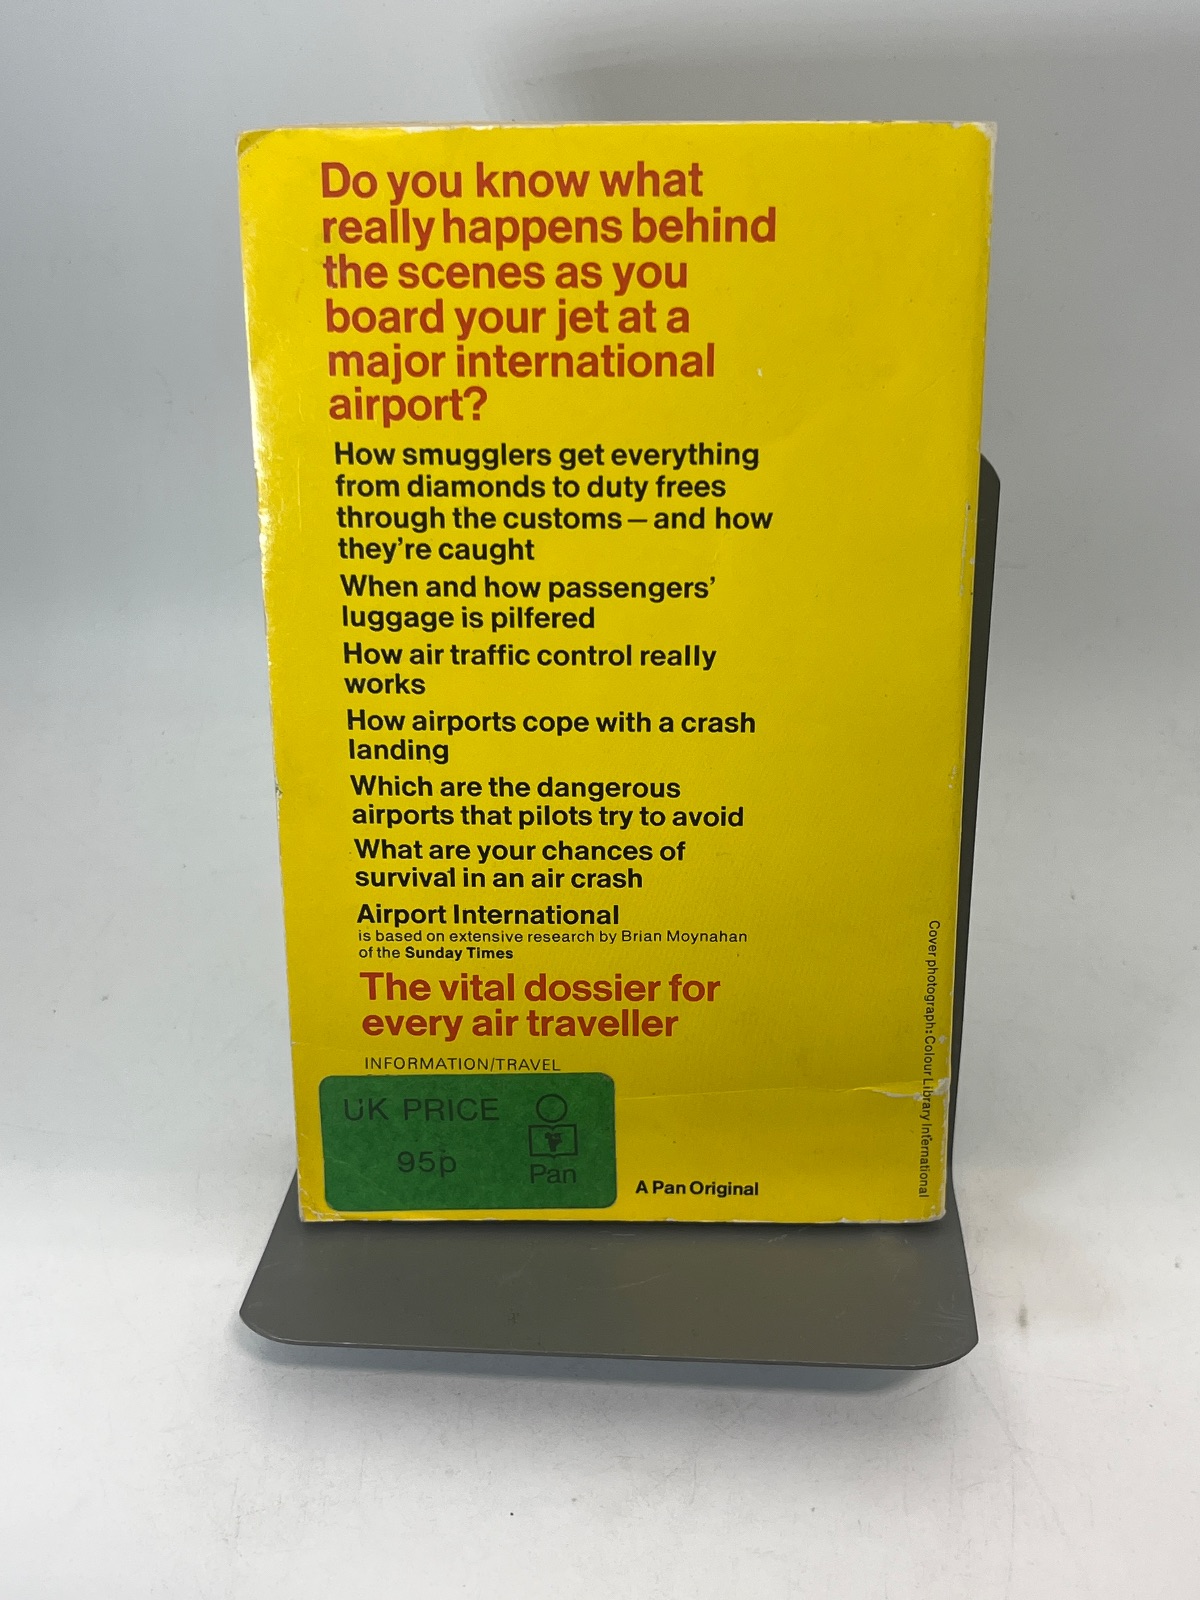 Do you know what
really happens behind
the scenes as you
board your jet at a
major international
airport?
How smugglers get everything
from diamonds to duty frees
through the customs – and how
they're caught
When and how passengers'
luggage is pilfered
How air traffic control really
works
How airports cope with a crash
landing
Which are the dangerous
airports that pilots try to avoid
What are your chances of
survival in an air crash
Airport International
is based on extensive research by Brian Moynahan
of the Sunday Times
The vital dossier for
every air traveller
INFORMATION/TRAVEL
UK PRICE
95p
Pan
A Pan Original
Cover photograph: Colour Library International